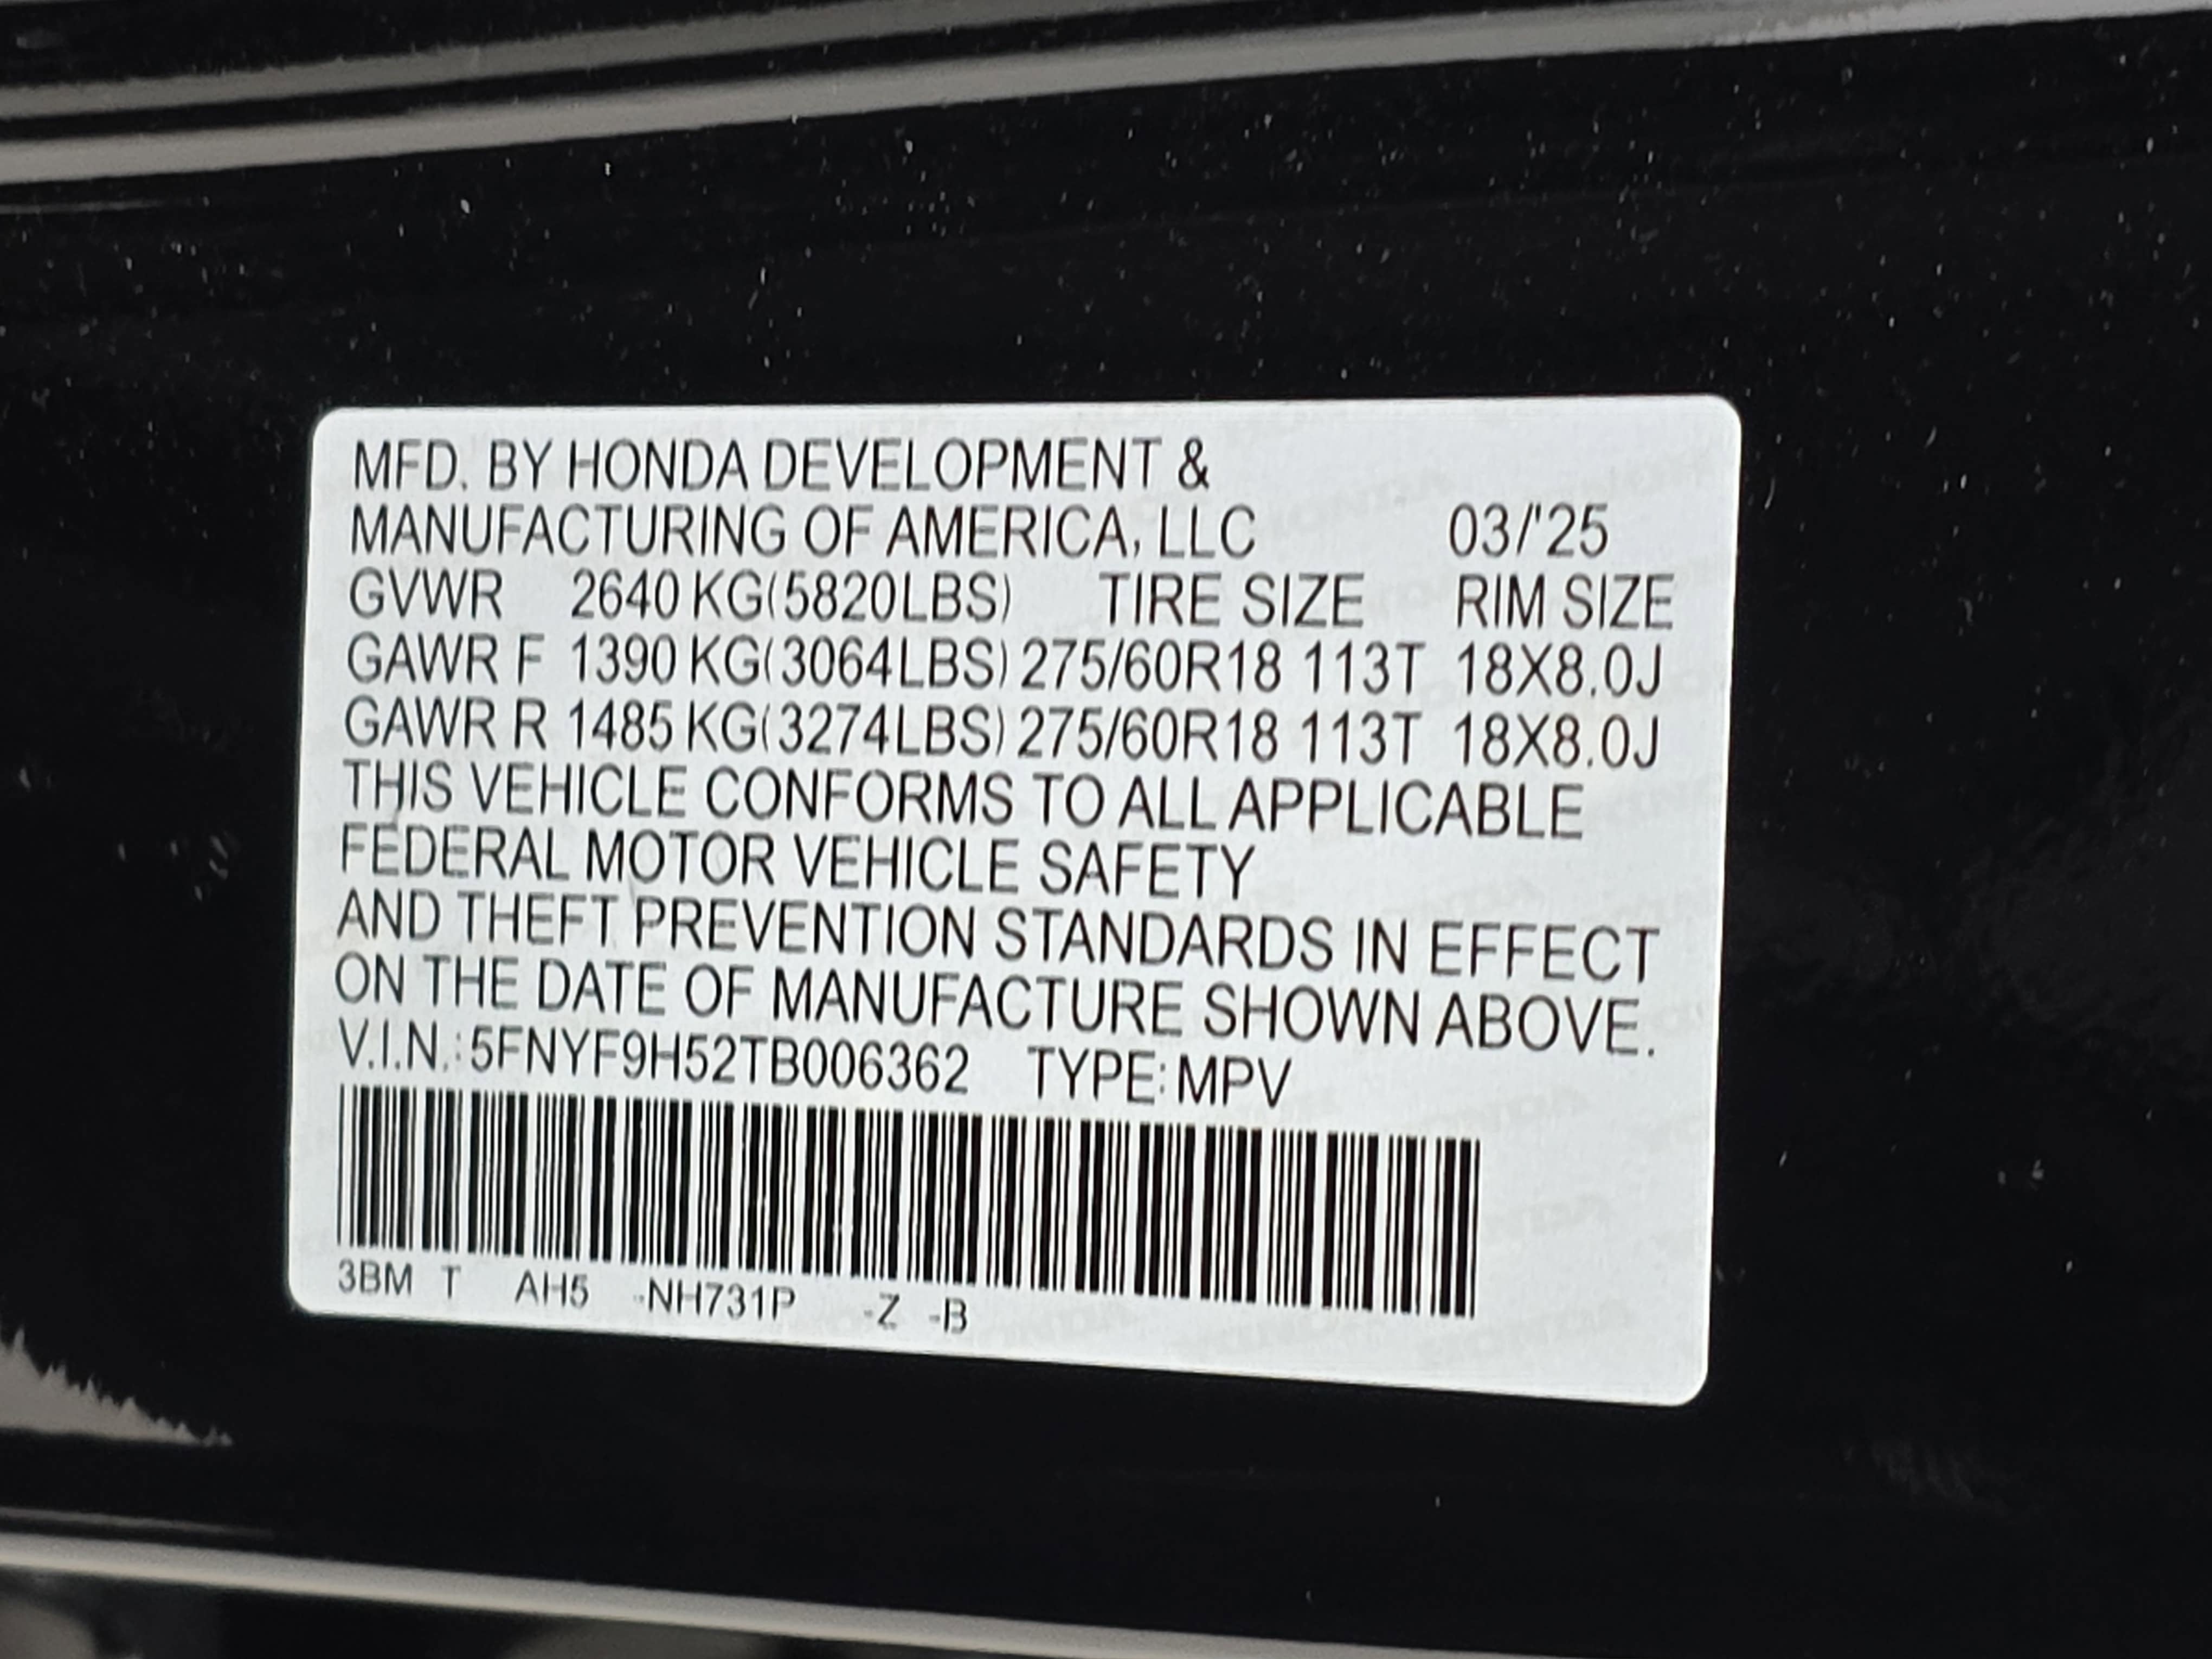 MFD. BY HONDA DEVELOPMENT &
MANUFACTURING OF AMERICA, LLC 03/'25
GVWR 2640 KG(5820LBS) TIRE SIZE RIM SIZE
GAWR F 1390 KG(3064LBS) 275/60R18 113T 18X8.0J
GAWR R 1485 KG(3274LBS) 275/60R18 113T 18X8.0J
THIS VEHICLE CONFORMS TO ALL APPLICABLE
FEDERAL MOTOR VEHICLE SAFETY
AND THEFT PREVENTION STANDARDS IN EFFECT
ON THE DATE OF MANUFACTURE SHOWN ABOVE.
V.I.N.:5FNYF9H52TB006362 TYPE:MPV
3BM T AH5 -NH731P -Z -B